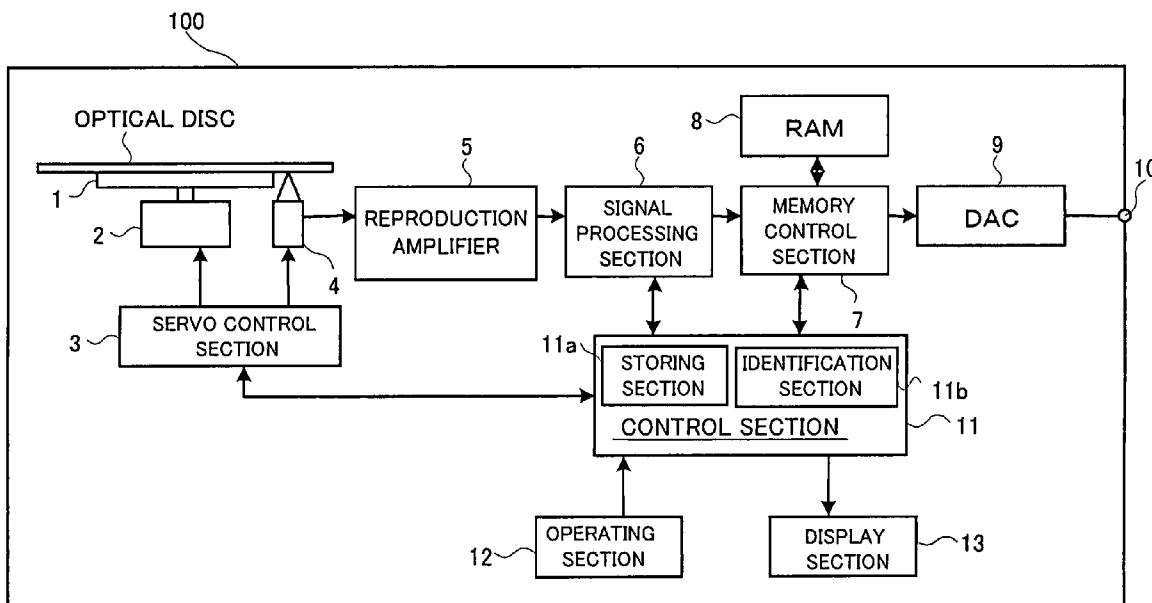 100
OPTICAL DISC
1
2
3
SERVO CONTROL
SECTION
4
5
REPRODUCTION
AMPLIFIER
6
SIGNAL
PROCESSING
SECTION
8
RAM
MEMORY
CONTROL
SECTION
7
9
DAC
10
11a
STORING
SECTION
IDENTIFICATION
SECTION
11b
CONTROL SECTION
11
12
OPERATING
SECTION
DISPLAY
SECTION
13